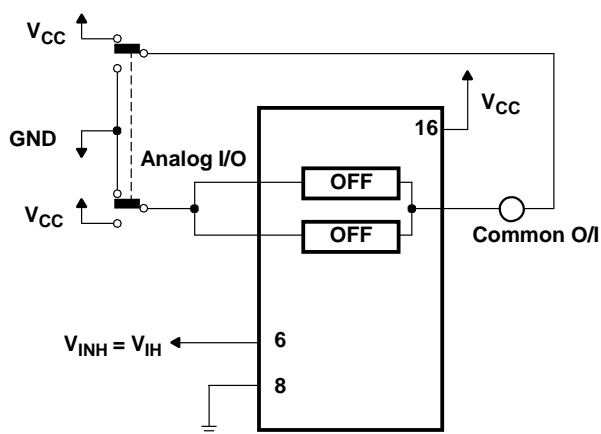 VCC
16
VCC
GND
Analog I/O
OFF
VCC
OFF
Common O/I
VINH = VIH
6
8